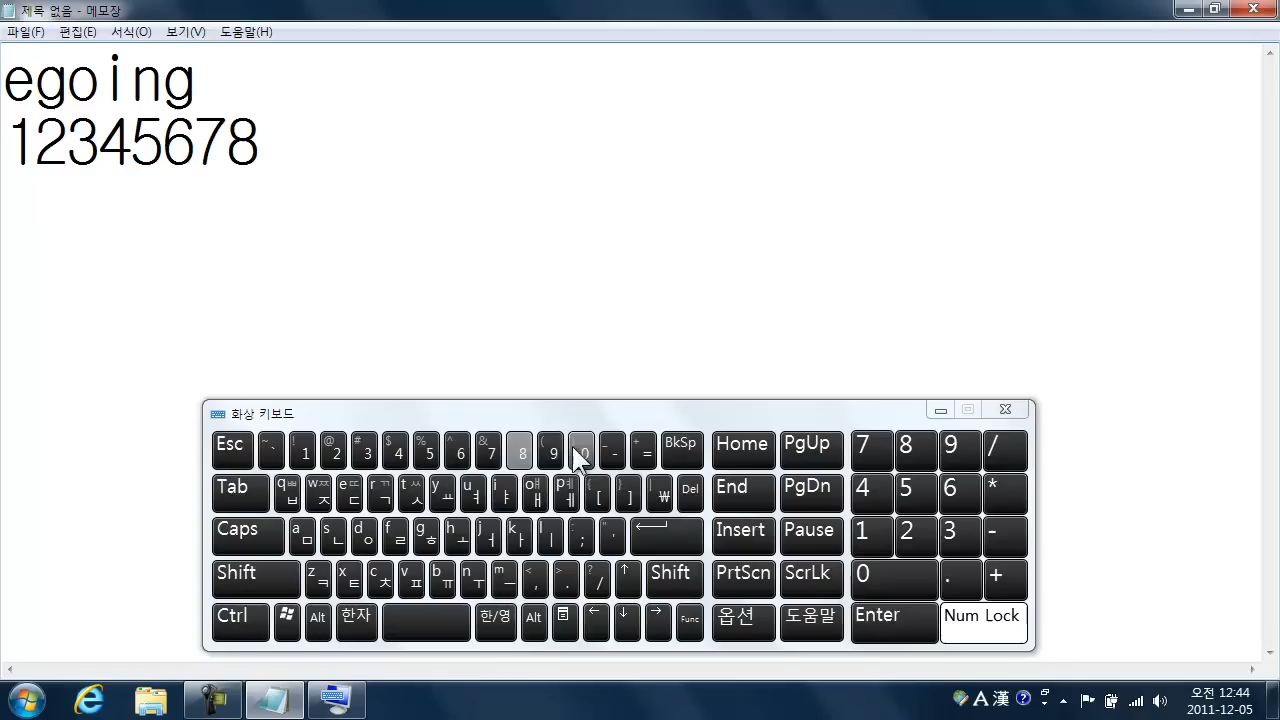 제목 없음 - 메모장
파일(F) 편집(E) 서식(O) 보기(V) 도움말(H)
egoing
12345678
화상 키보드
Esc ~ ` ! 1 @ 2 # 3 $ 4 % 5 ^ 6 & 7 8 ( 9 0 _ - + = BkSp Home PgUp 7 8 9 /
Tab q ㅃ ㅂ w ㅉ ㅈ e ㄸ ㄷ r ㄲ ㄱ t ㅆ ㅅ y ㅛ u ㅕ i ㅑ o ㅒ ㅐ p ㅖ ㅔ { [ } ] | ₩ Del End PgDn 4 5 6 *
Caps a ㅁ s ㄴ d ㅇ f ㄹ g ㅎ h ㅗ j ㅓ k ㅏ l ㅣ : ; " ' Insert Pause 1 2 3 -
Shift z ㅋ x ㅌ c ㅊ v ㅍ b ㅠ n ㅜ m ㅡ < , > . ? / ↑ Shift PrtScn ScrLk 0 . +
Ctrl Alt 한자 한/영 Alt ← ↓ → Func 옵션 도움말 Enter Num Lock
A 漢 오전 12:44
2011-12-05